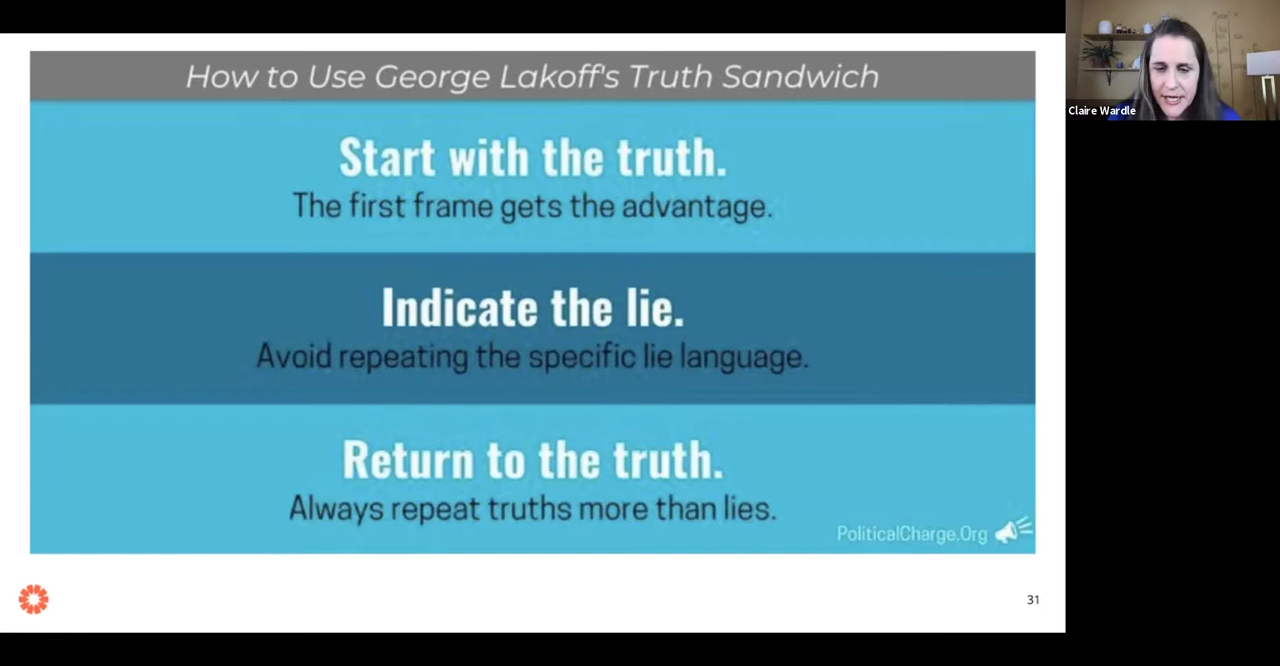 How to Use George Lakoff's Truth Sandwich
Start with the truth.
The first frame gets the advantage.
Indicate the lie.
Avoid repeating the specific lie language.
Return to the truth.
Always repeat truths more than lies.
PoliticalCharge.Org
31
Claire Wardle